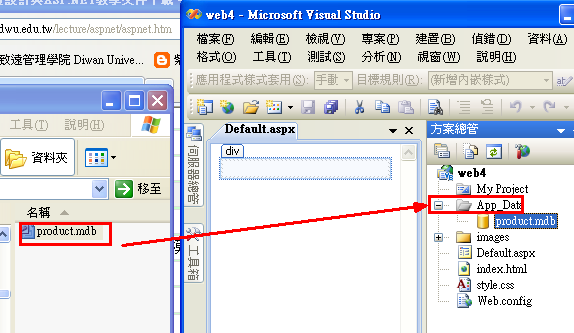 dwu.edu.tw/lecture/aspnet/aspnet.htm
致遠管理學院 Diwan Unive...
工具(T) 說明(H)
資料夾
移至
名稱
product.mdb
web4 - Microsoft Visual Studio
檔案(F) 編輯(E) 檢視(V) 專案(P) 建置(B) 偵錯(D) 資料(A)
格式(O) 工具(T) 測試(S) 分析(N) 視窗(W) 說明(H)
應用程式樣式套用(S): 手動 目標規則(R): (新增內嵌樣式)
伺服器總管
工具箱
Default.aspx
div
方案總管
web4
My Project
App_Data
product.mdb
images
Default.aspx
index.html
style.css
Web.config